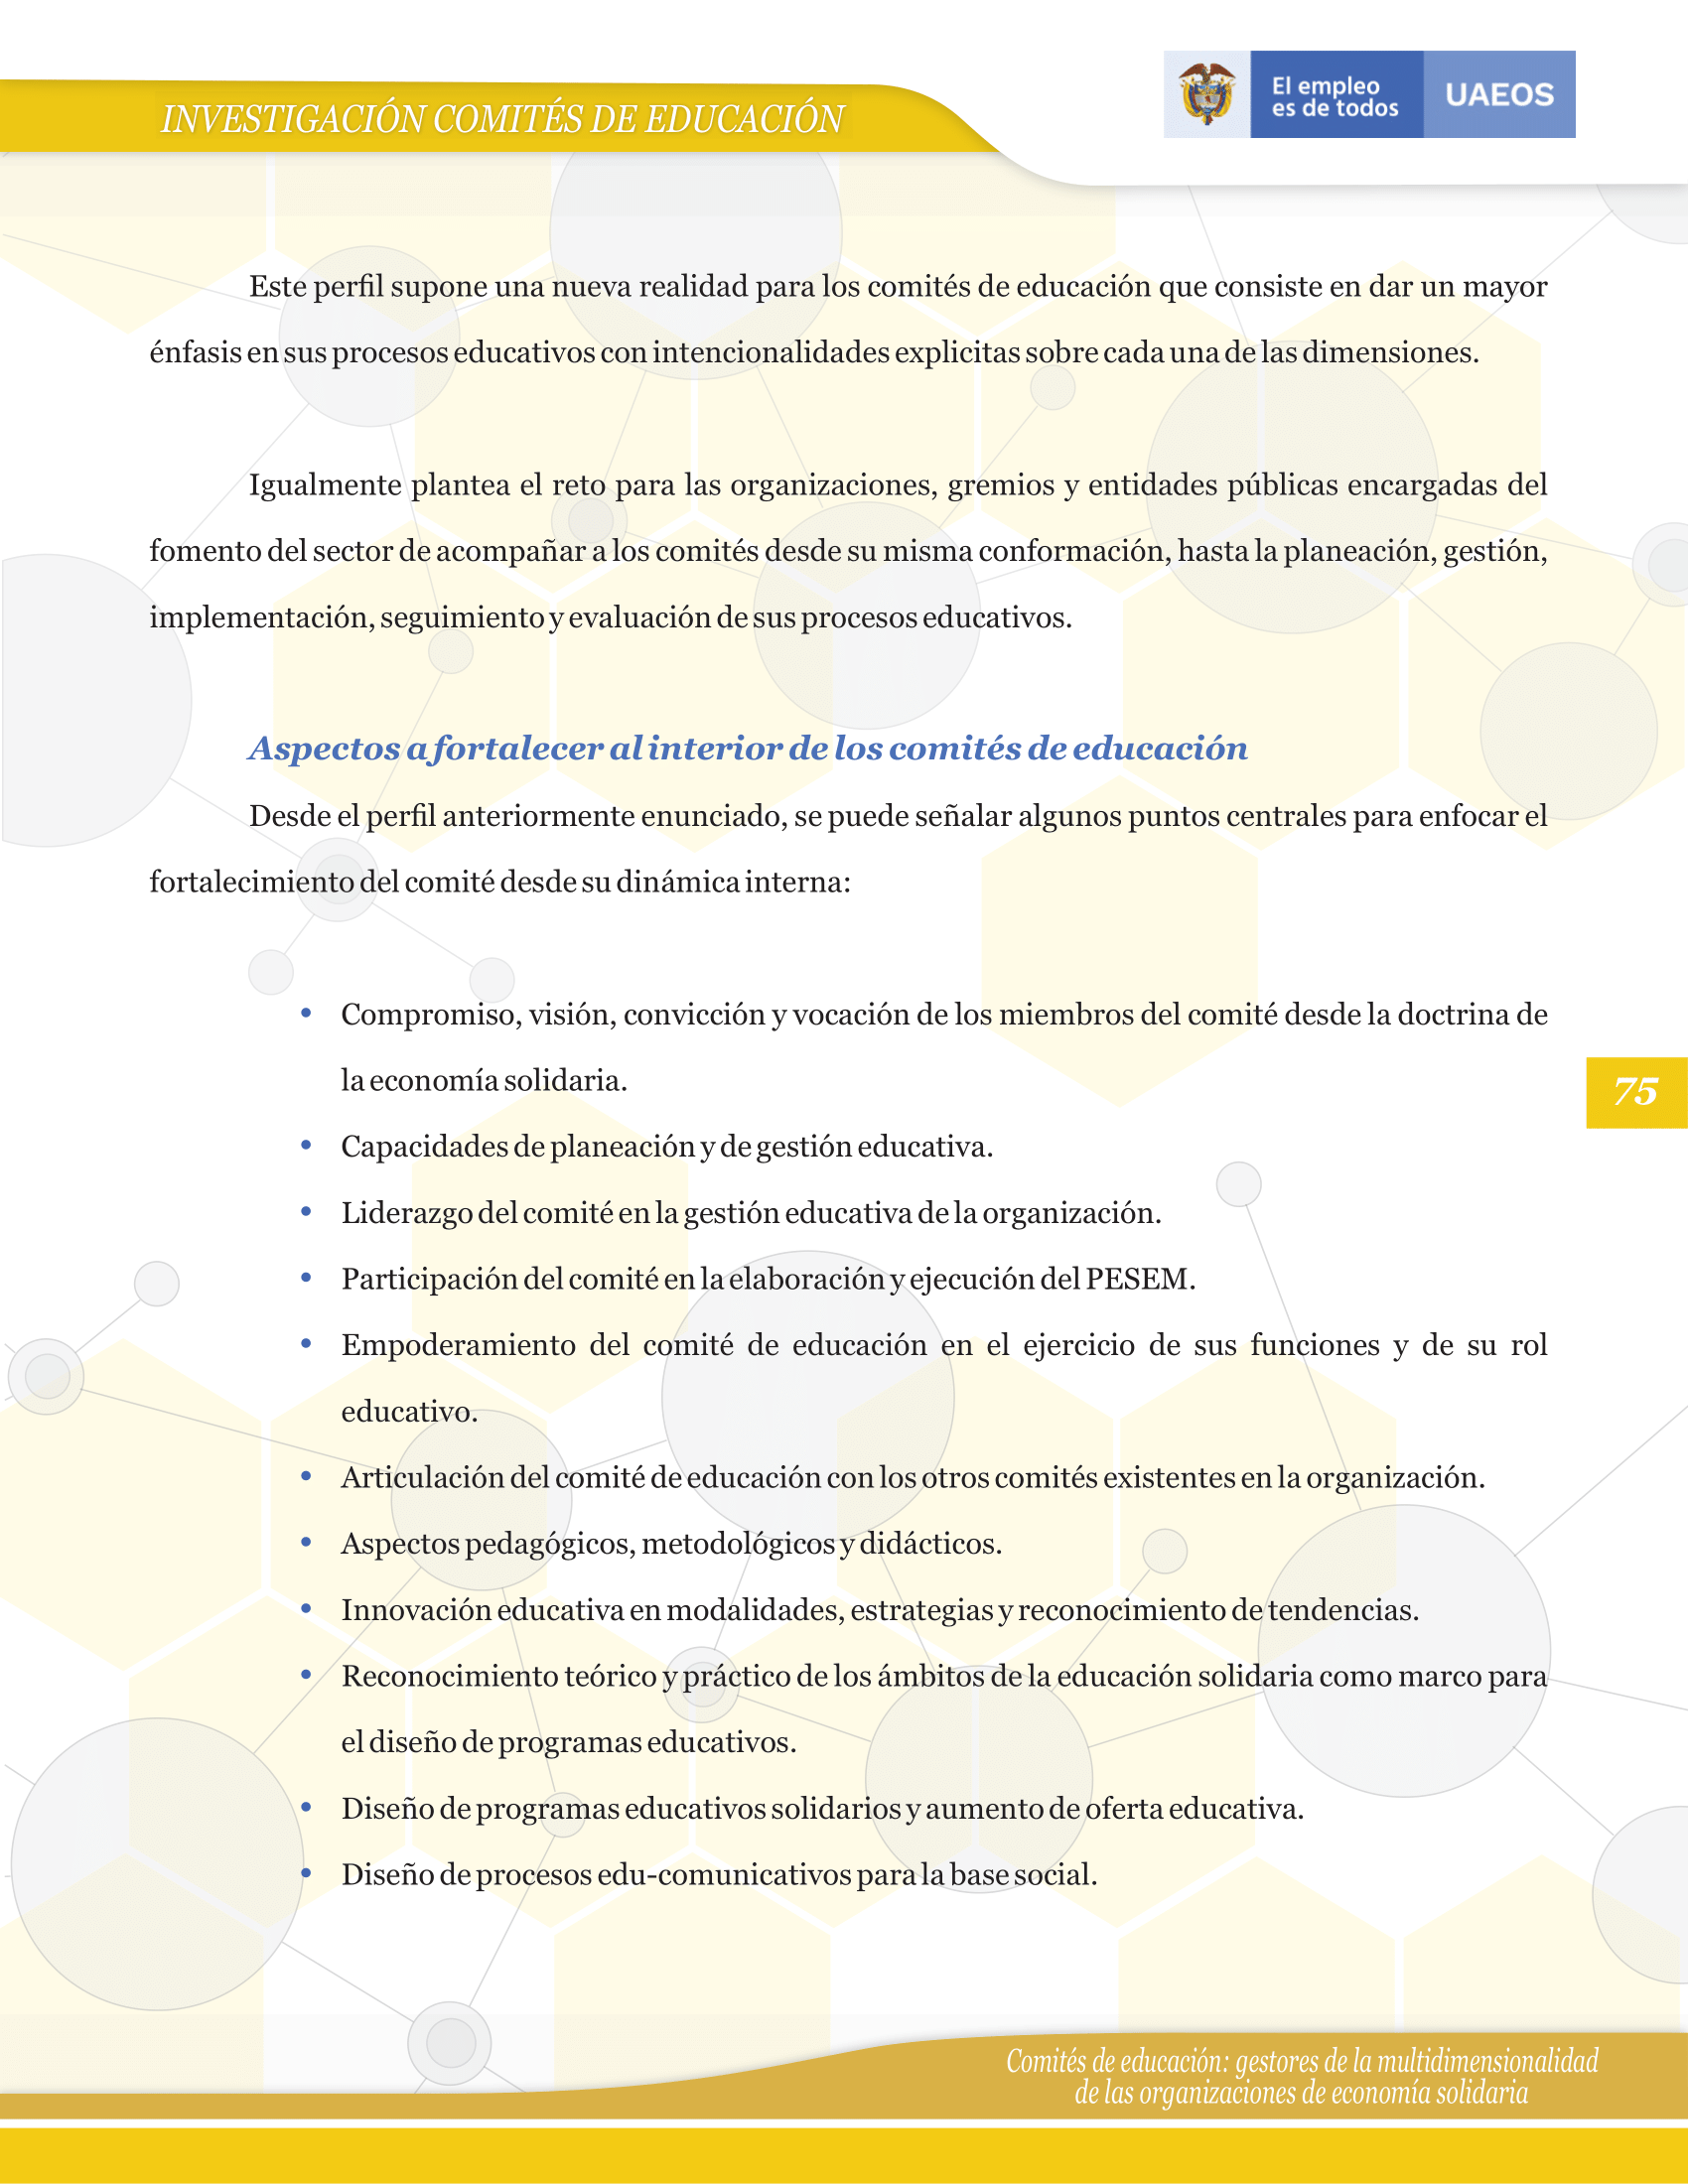 INVESTIGACIÓN COMITÉS DE EDUCACIÓN
El empleo
es de todos
UAEOS
Este perfil supone una nueva realidad para los comités de educación que consiste en dar un mayor
énfasis en sus procesos educativos con intencionalidades explicitas sobre cada una de las dimensiones.
Igualmente plantea el reto para las organizaciones, gremios y entidades públicas encargadas del
fomento del sector de acompañar a los comités desde su misma conformación, hasta la planeación, gestión,
implementación, seguimiento y evaluación de sus procesos educativos.
Aspectos a fortalecer al interior de los comités de educación
Desde el perfil anteriormente enunciado, se puede señalar algunos puntos centrales para enfocar el
fortalecimiento del comité desde su dinámica interna:
• Compromiso, visión, convicción y vocación de los miembros del comité desde la doctrina de
la economía solidaria.
• Capacidades de planeación y de gestión educativa.
• Liderazgo del comité en la gestión educativa de la organización.
• Participación del comité en la elaboración y ejecución del PESEM.
• Empoderamiento del comité de educación en el ejercicio de sus funciones y de su rol
educativo.
• Articulación del comité de educación con los otros comités existentes en la organización.
• Aspectos pedagógicos, metodológicos y didácticos.
• Innovación educativa en modalidades, estrategias y reconocimiento de tendencias.
• Reconocimiento teórico y práctico de los ámbitos de la educación solidaria como marco para
el diseño de programas educativos.
• Diseño de programas educativos solidarios y aumento de oferta educativa.
• Diseño de procesos edu-comunicativos para la base social.
75
Comités de educación: gestores de la multidimensionalidad
de las organizaciones de economía solidaria